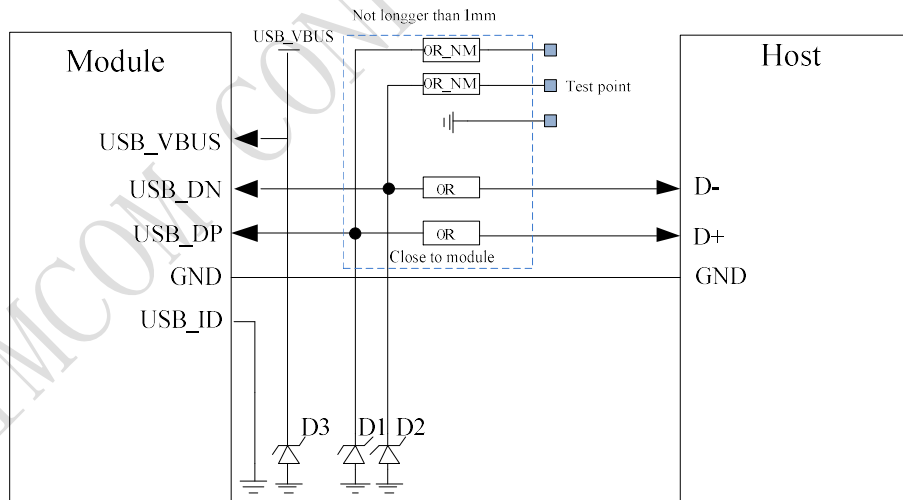 Not longger than 1mm
USB_VBUS
Module
Host
0R_NM
0R_NM
Test point
USB_VBUS
USB_DN
0R
D-
USB_DP
0R
D+
Close to module
GND
GND
USB_ID
D3
D1
D2